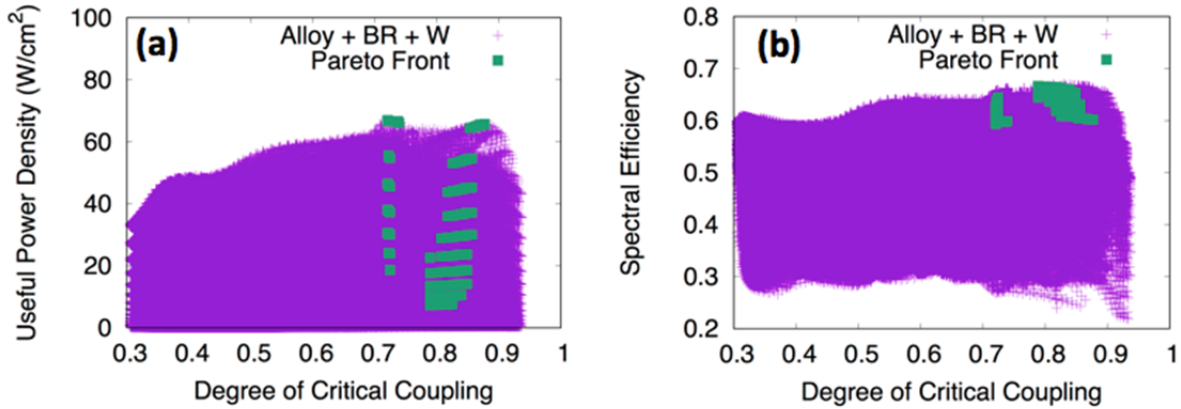 (a)
Alloy + BR + W
Pareto Front
Useful Power Density (W/cm²)
100
80
60
40
20
0
0.3 0.4 0.5 0.6 0.7 0.8 0.9 1
Degree of Critical Coupling
(b)
Alloy + BR + W
Pareto Front
Spectral Efficiency
0.8
0.7
0.6
0.5
0.4
0.3
0.2
0.3 0.4 0.5 0.6 0.7 0.8 0.9 1
Degree of Critical Coupling